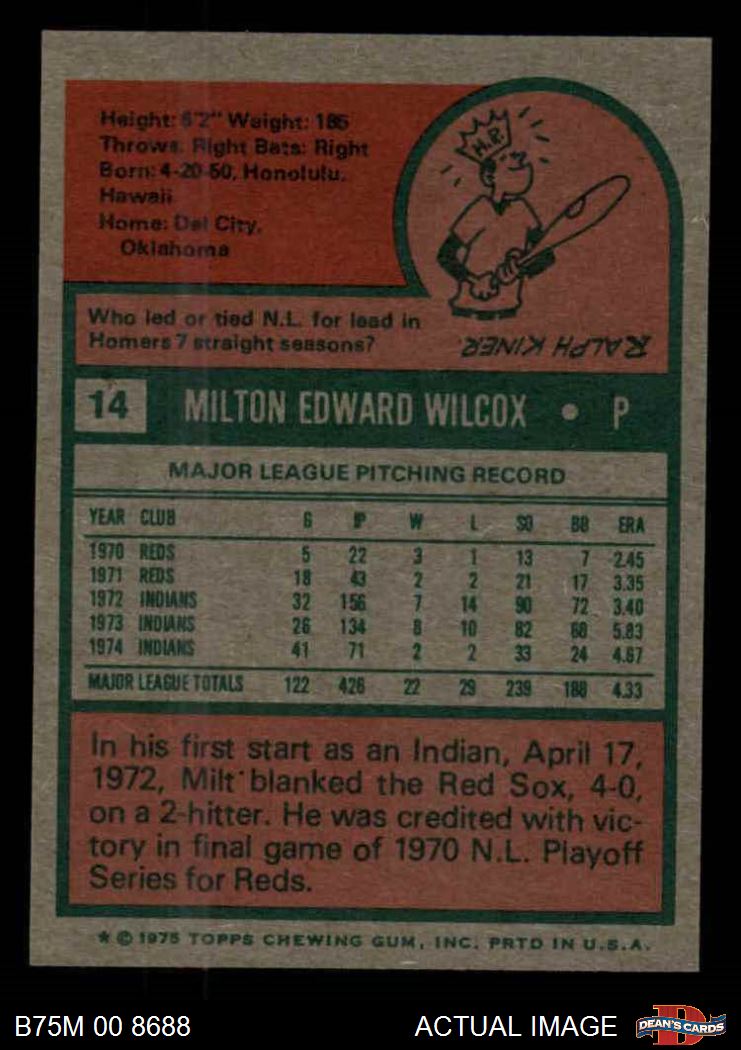 Height: 6'2" Weight: 185
Throws: Right Bats: Right
Born: 4-20-50, Honolulu,
Hawaii
Home: Del City,
Oklahoma
H.R.
Who led or tied N.L. for lead in
Homers 7 straight seasons?
RALPH KINER
14 MILTON EDWARD WILCOX • P
MAJOR LEAGUE PITCHING RECORD
YEAR CLUB G IP W L SO BB ERA
1970 REDS 5 22 3 1 13 7 2.45
1971 REDS 18 43 2 2 21 17 3.35
1972 INDIANS 32 156 7 14 90 72 3.40
1973 INDIANS 26 134 8 10 82 68 5.83
1974 INDIANS 41 71 2 2 33 24 4.67
MAJOR LEAGUE TOTALS 122 426 22 29 239 188 4.33
In his first start as an Indian, April 17,
1972, Milt blanked the Red Sox, 4-0,
on a 2-hitter. He was credited with vic-
tory in final game of 1970 N.L. Playoff
Series for Reds.
* © 1975 TOPPS CHEWING GUM, INC. PRTD IN U.S.A.
B75M 00 8688 ACTUAL IMAGE DEAN'S CARDS